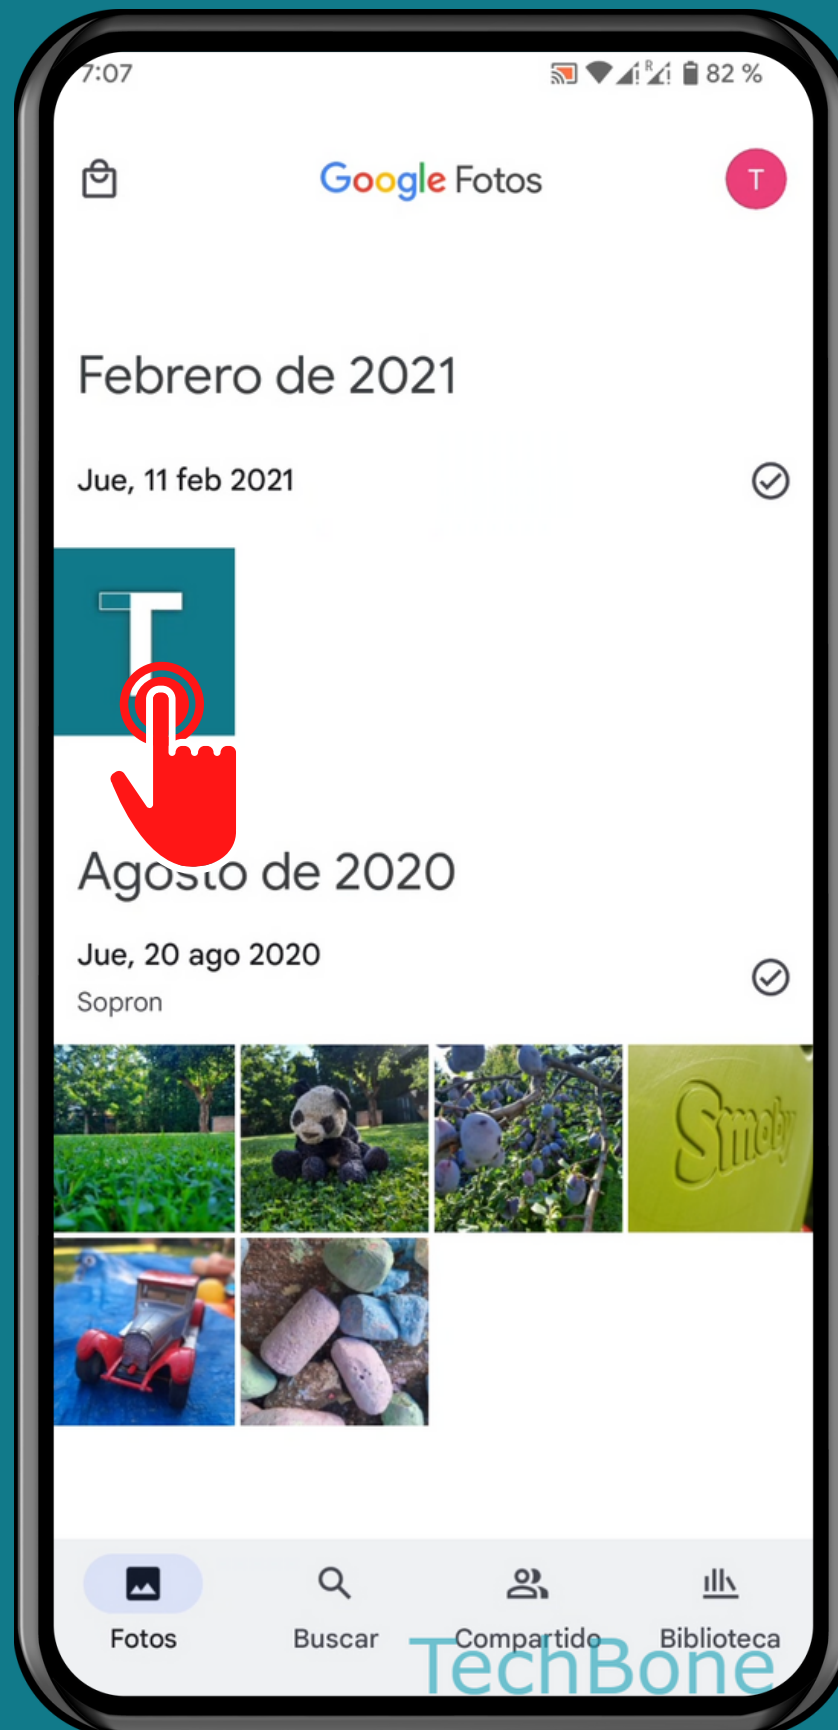 7:07
R
82 %
Google Fotos
T
Febrero de 2021
Jue, 11 feb 2021
T
Agosto de 2020
Jue, 20 ago 2020
Sopron
Smoby
Fotos
Buscar
Compartido
Biblioteca
TechBone